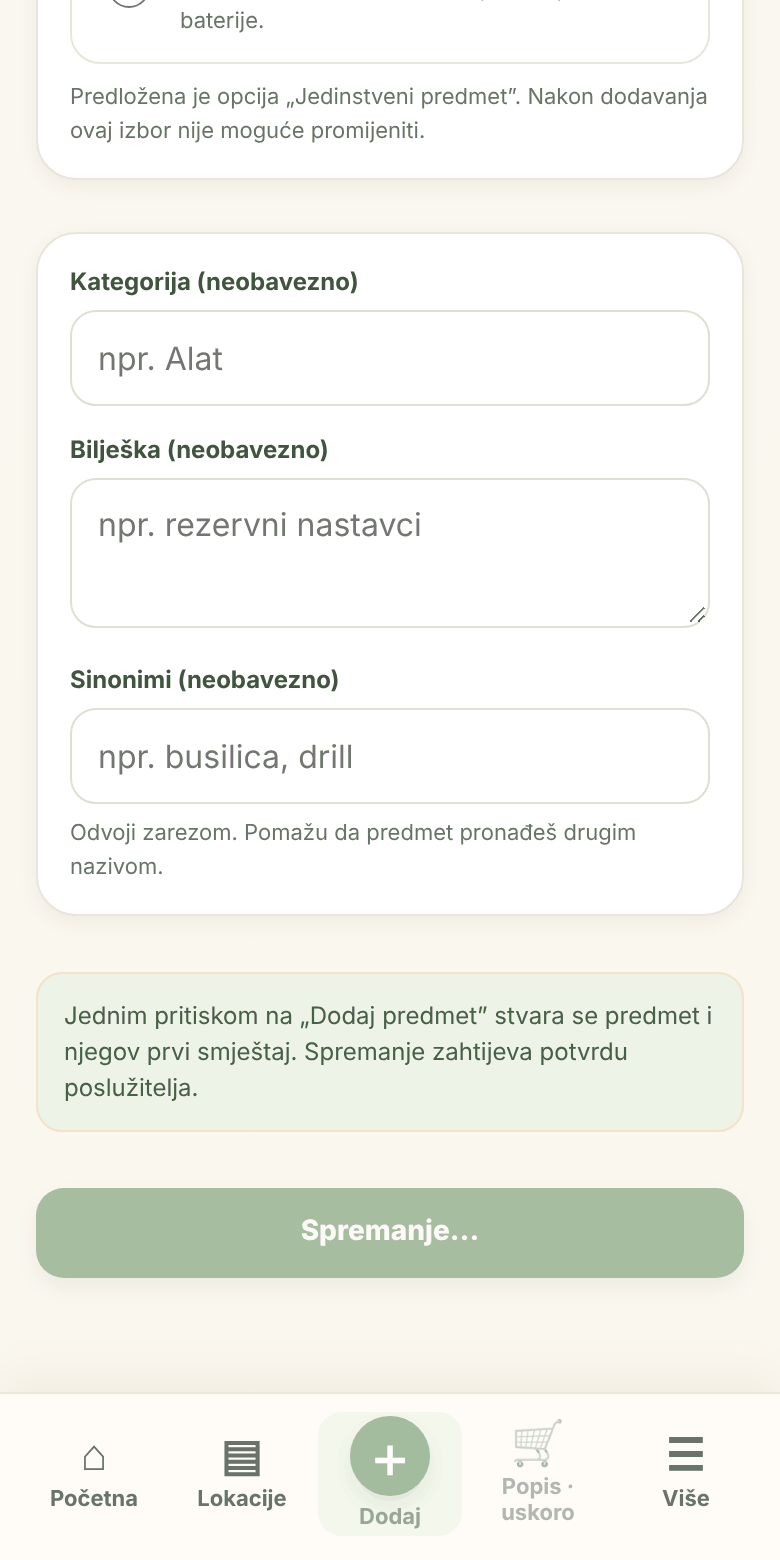 baterije.
Predložena je opcija „Jedinstveni predmet”. Nakon dodavanja
ovaj izbor nije moguće promijeniti.
Kategorija (neobavezno)
npr. Alat
Bilješka (neobavezno)
npr. rezervni nastavci
Sinonimi (neobavezno)
npr. busilica, drill
Odvoji zarezom. Pomažu da predmet pronađeš drugim
nazivom.
Jednim pritiskom na „Dodaj predmet” stvara se predmet i
njegov prvi smještaj. Spremanje zahtijeva potvrdu
poslužitelja.
Spremanje...
Početna
Lokacije
Dodaj
Popis ·
uskoro
Više